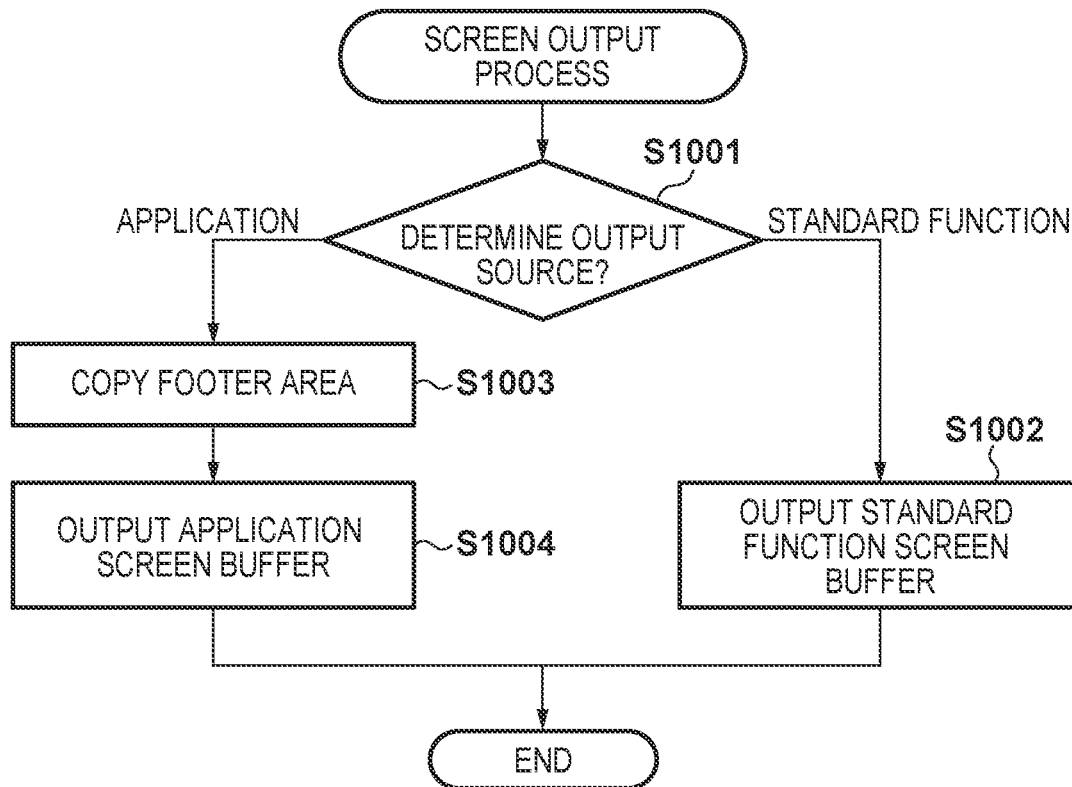 SCREEN OUTPUT
PROCESS
S1001
APPLICATION
STANDARD FUNCTION
DETERMINE OUTPUT
SOURCE?
COPY FOOTER AREA
S1003
S1002
OUTPUT APPLICATION
SCREEN BUFFER
S1004
OUTPUT STANDARD
FUNCTION SCREEN
BUFFER
END